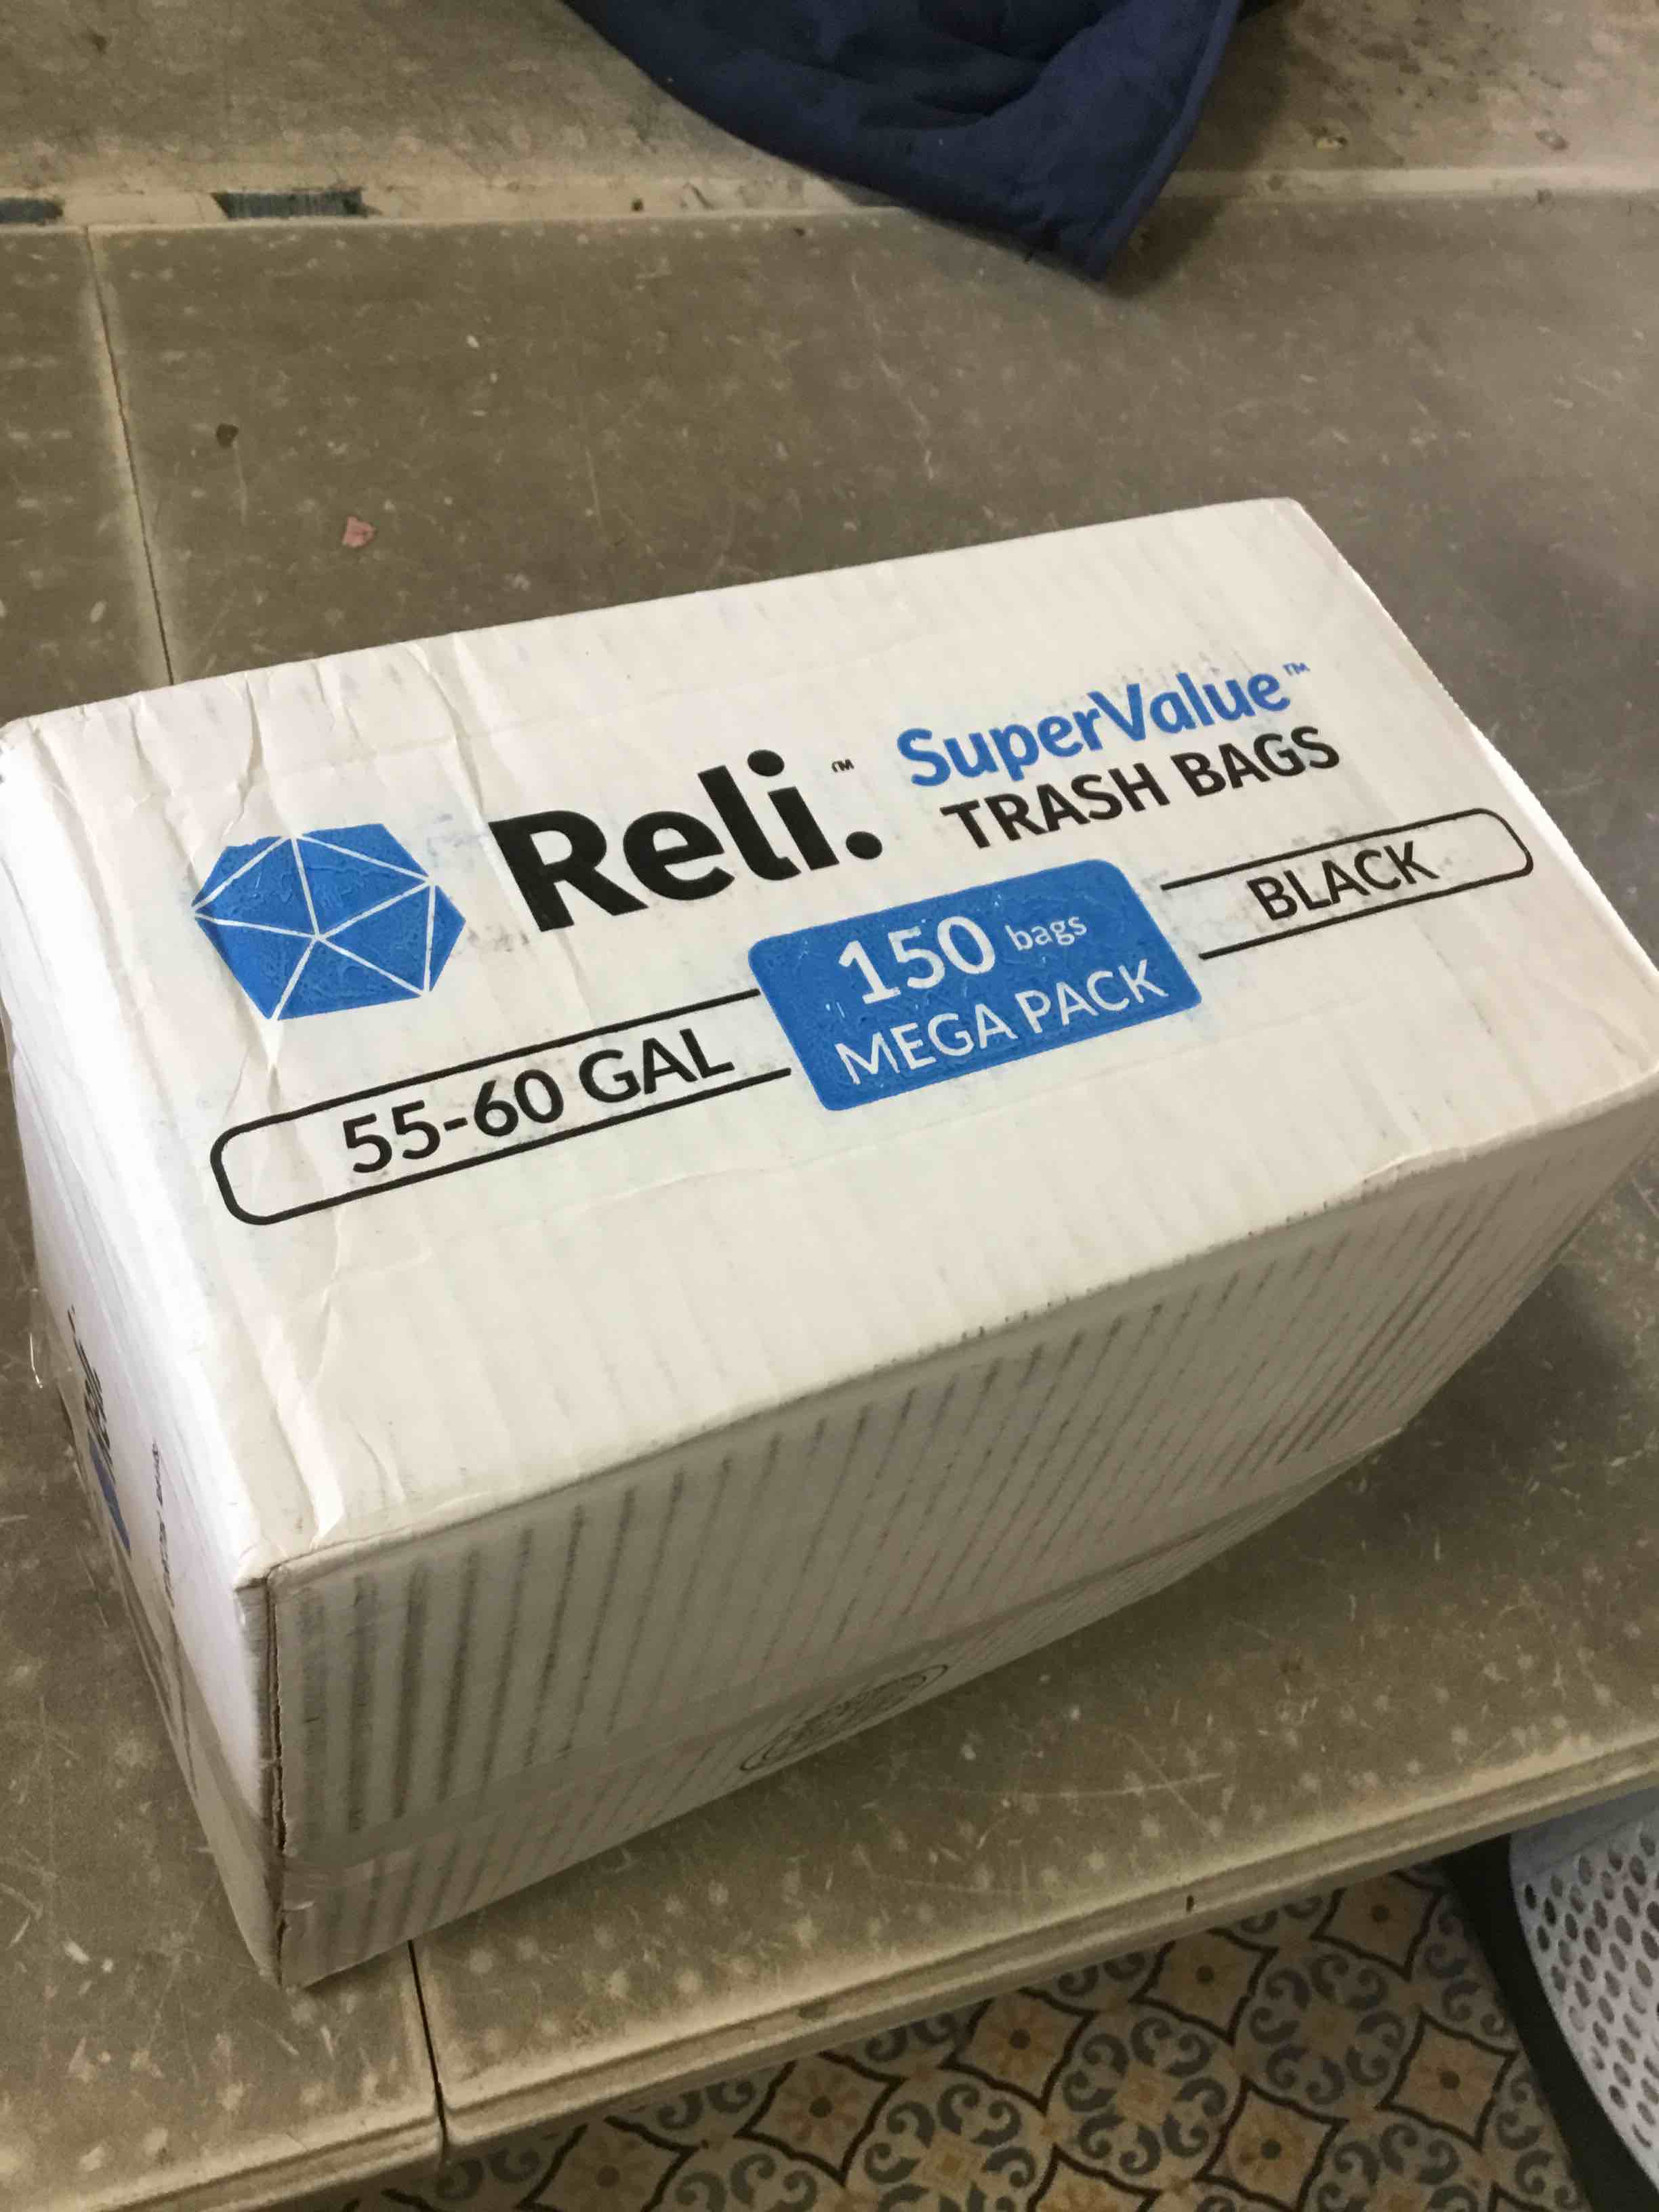 Reli.™
SuperValue™
TRASH BAGS
55-60 GAL
150 bags
MEGA PACK
BLACK